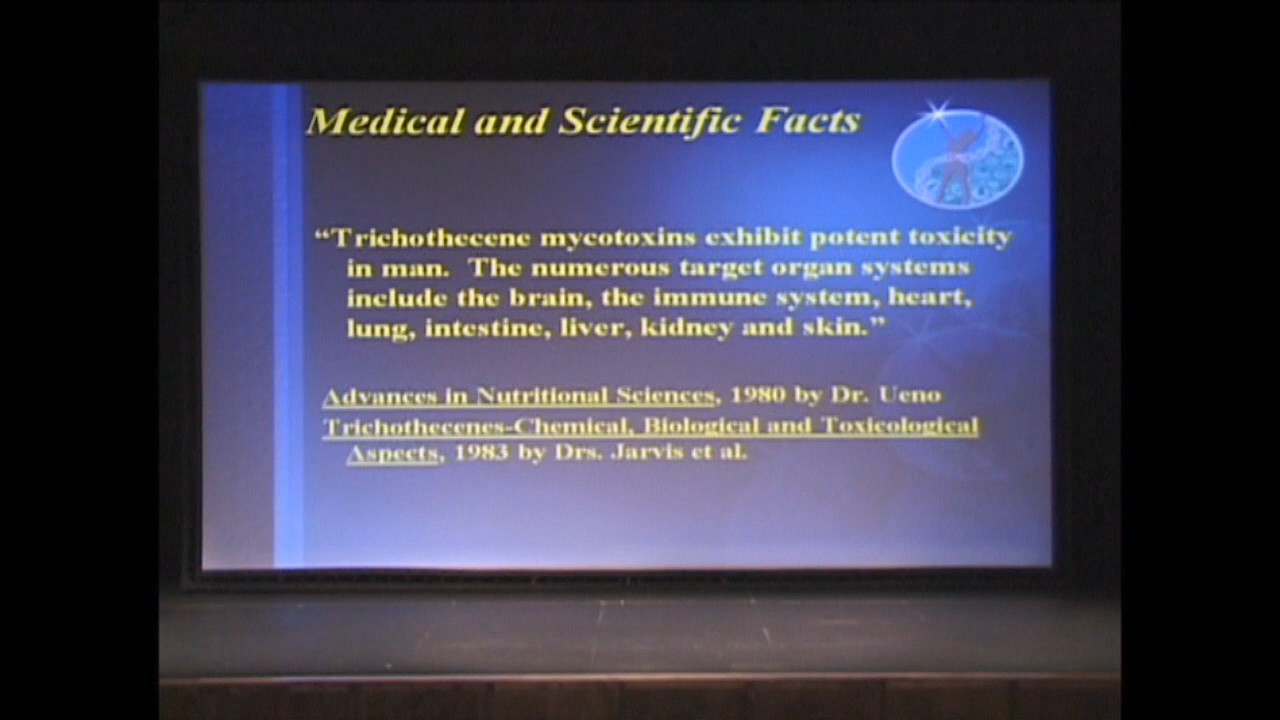 Medical and Scientific Facts
“Trichothecene mycotoxins exhibit potent toxicity
in man. The numerous target organ systems
include the brain, the immune system, heart,
lung, intestine, liver, kidney and skin.”
Advances in Nutritional Sciences, 1980 by Dr. Ueno
Trichothecenes-Chemical, Biological and Toxicological
Aspects, 1983 by Drs. Jarvis et al.